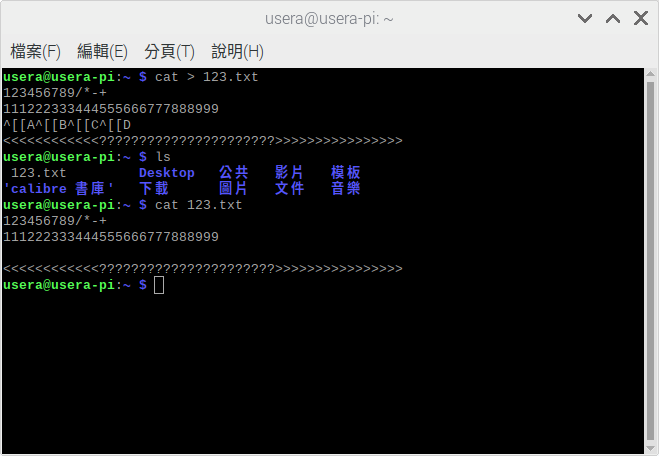 usera@usera-pi: ~
檔案(F) 編輯(E) 分頁(T) 說明(H)
usera@usera-pi:~ $ cat > 123.txt
123456789/*-+
111222333444555666777888999
^[[A^[[B^[[C^[[D
<<<<<<<<<<<<??????????????????????>>>>>>>>>>>>>>>>
usera@usera-pi:~ $ ls
123.txt Desktop 公共 影片 模板
'calibre 書庫' 下載 圖片 文件 音樂
usera@usera-pi:~ $ cat 123.txt
123456789/*-+
111222333444555666777888999
<<<<<<<<<<<<??????????????????????>>>>>>>>>>>>>>>>
usera@usera-pi:~ $